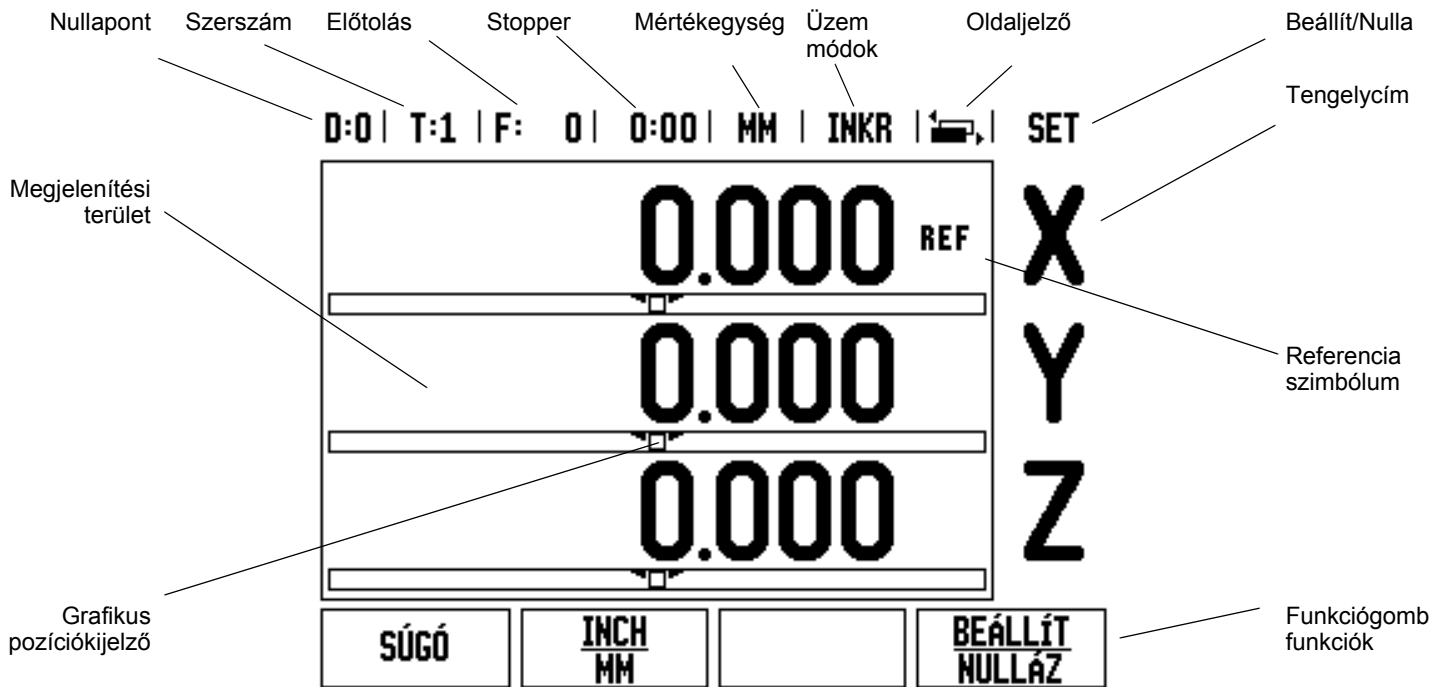 Nullapont Szerszám Előtolás Stopper Mértékegység Üzem módok Oldaljelző Beállít/Nulla
Tengelycím
D:0 | T:1 | F: 0 | 0:00 | MM | INKR | | SET
Megjelenítési
terület
0.000 REF X
0.000 Y
Referencia
szimbólum
0.000 Z
Grafikus
pozíciókijelző
SÚGÓ
INCH
MM
BEÁLLÍT
NULLÁZ
Funkciógomb
funkciók